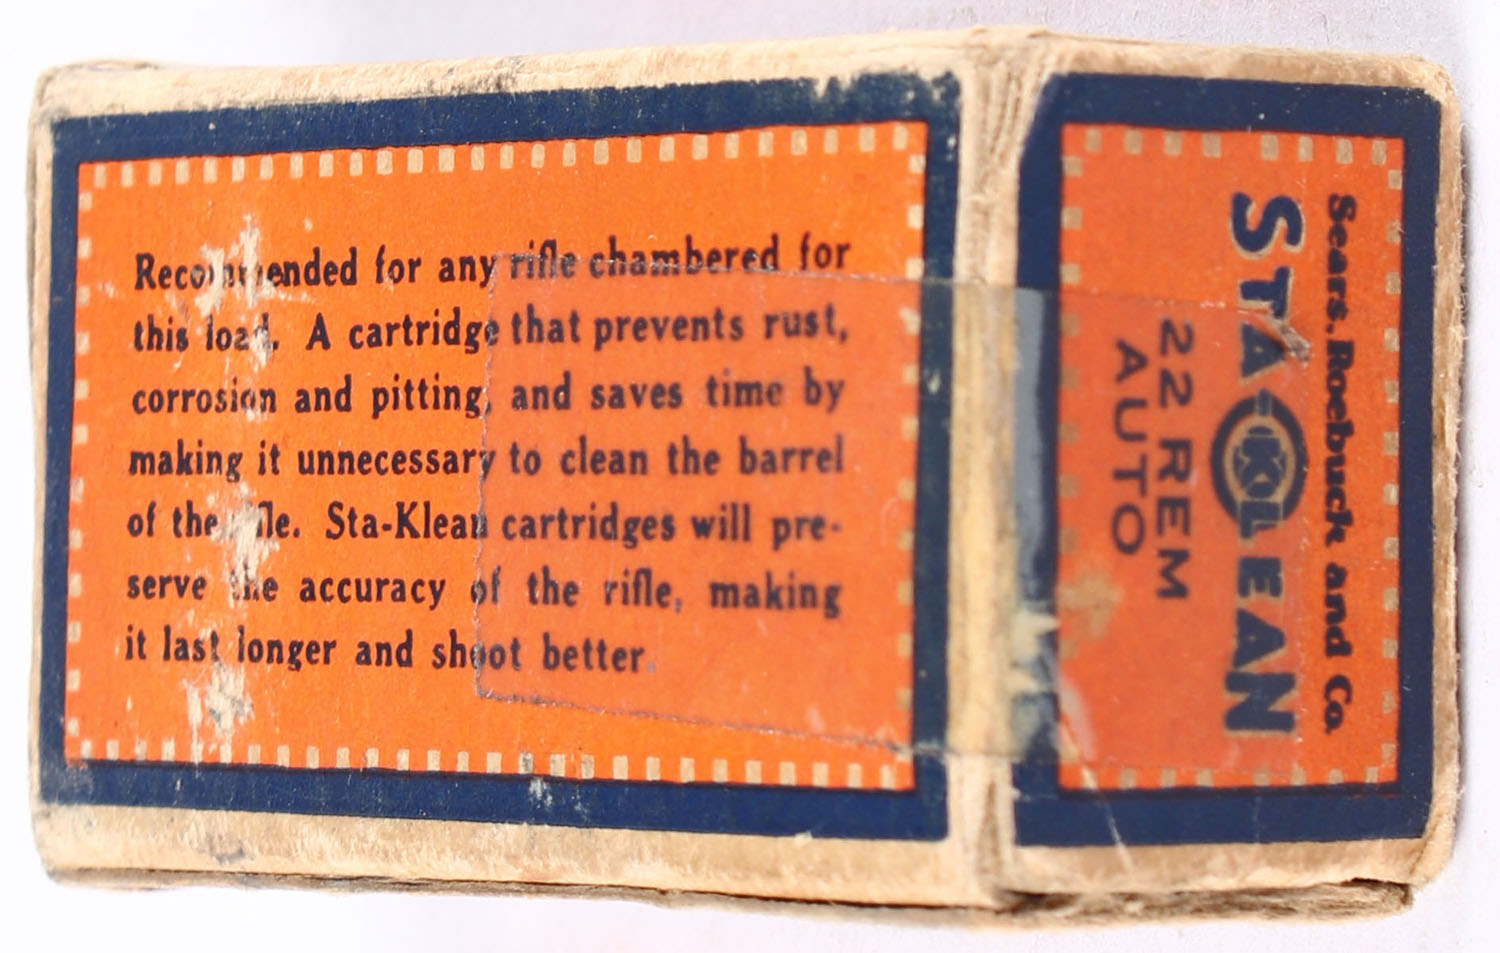 Recommended for any rifle chambered for
this load. A cartridge that prevents rust,
corrosion and pitting, and saves time by
making it unnecessary to clean the barrel
of the rifle. Sta-Klean cartridges will pre-
serve the accuracy of the rifle, making
it last longer and shoot better.
Sears, Roebuck and Co.
STA-KLEAN
22 REM
AUTO